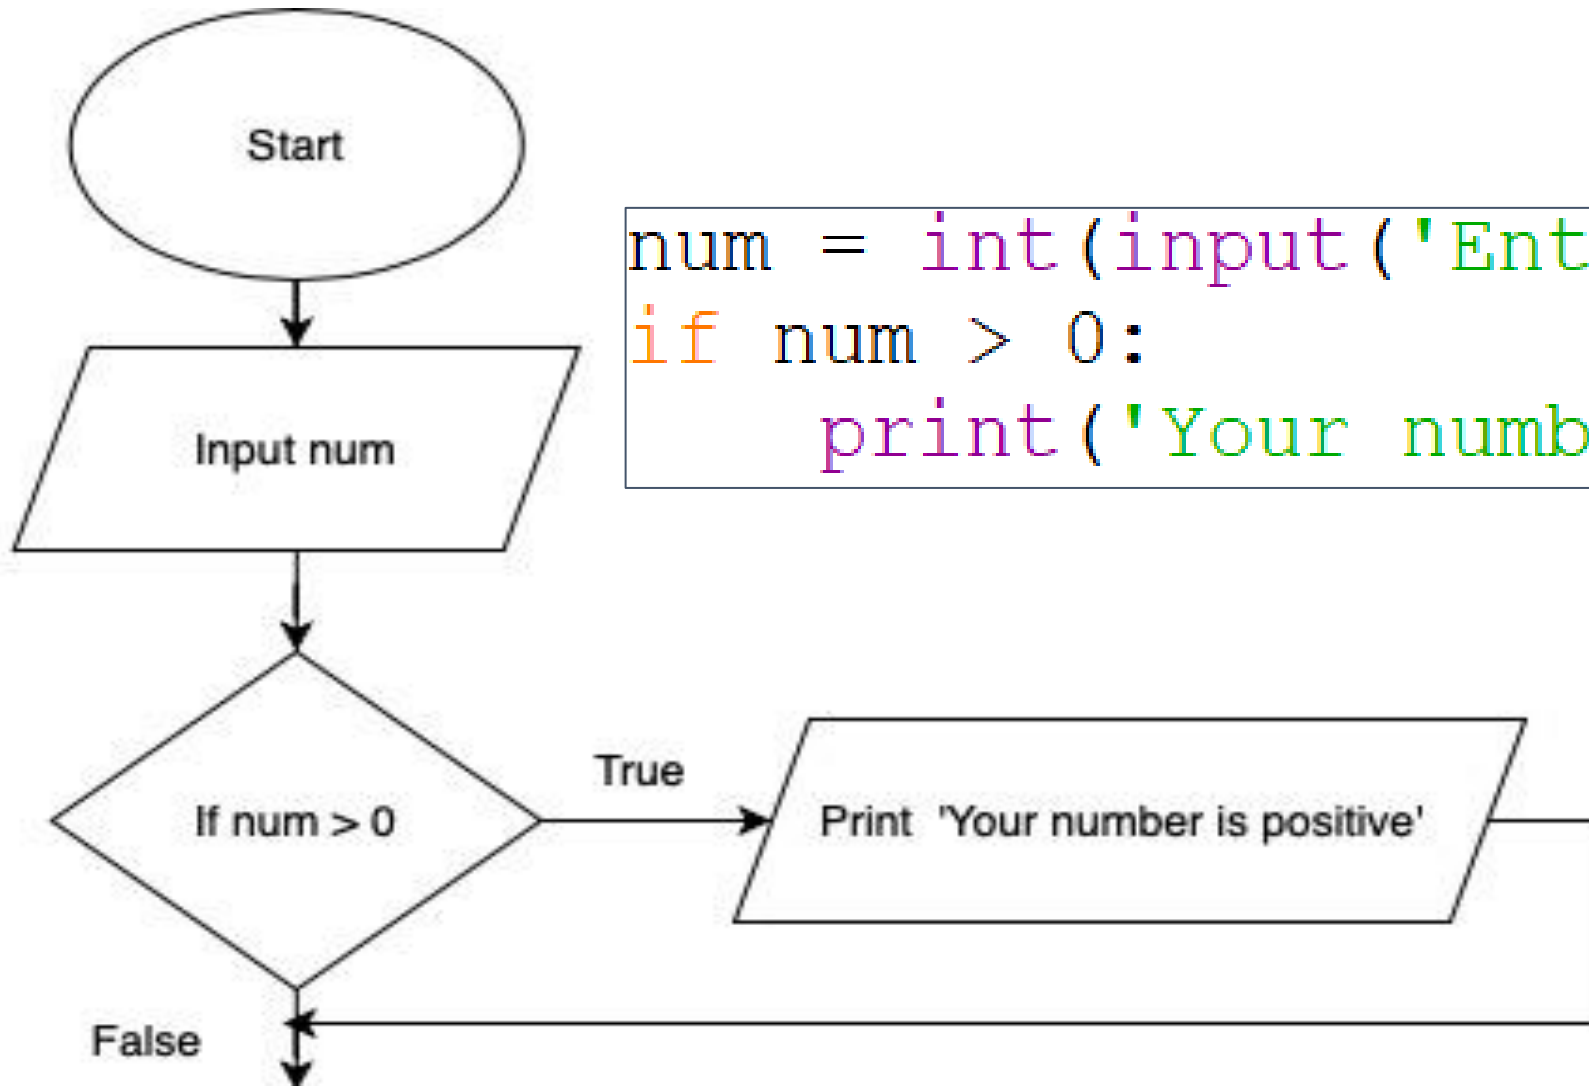 Start
num = int(input('Ent
if num > 0:
    print('Your numb
Input num
True
If num > 0
Print 'Your number is positive'
False